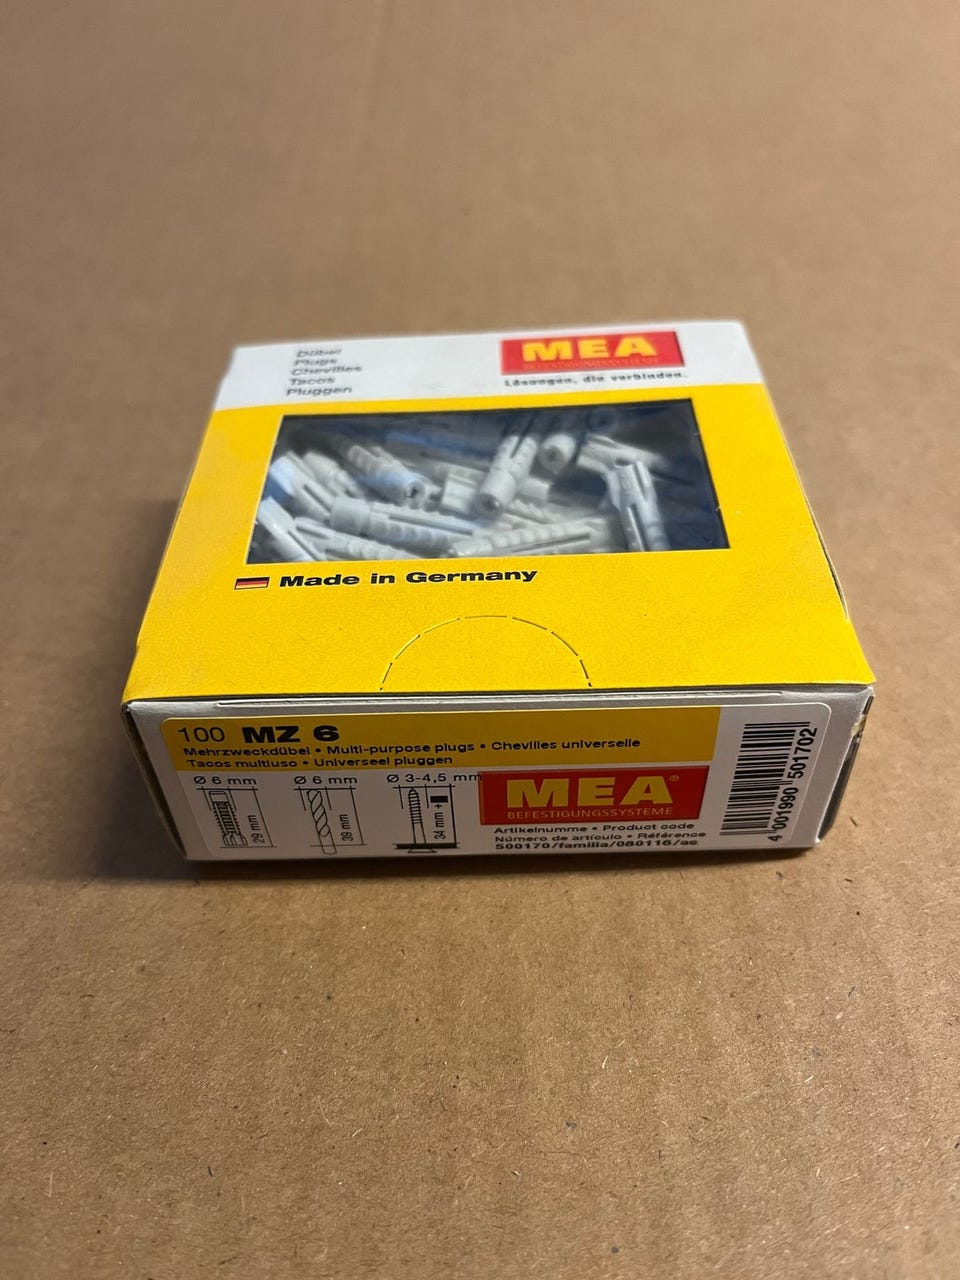 Dübel
Plugs
Chevilles
Tacos
Pluggen
MEA
BEFESTIGUNGSSYSTEME
Lösungen, die verbinden.
Made in Germany
100 MZ 6
Mehrzweckdübel • Multi-purpose plugs • Chevilles universelle
Tacos multiuso • Universeel pluggen
Ø 6 mm
29 mm
Ø 6 mm
39 mm
Ø 3-4,5 mm
34 mm +
MEA®
BEFESTIGUNGSSYSTEME
Artikelnumme • Product code
Número de artículo • Référence
500170/familia/080116/as
4 001990 501702